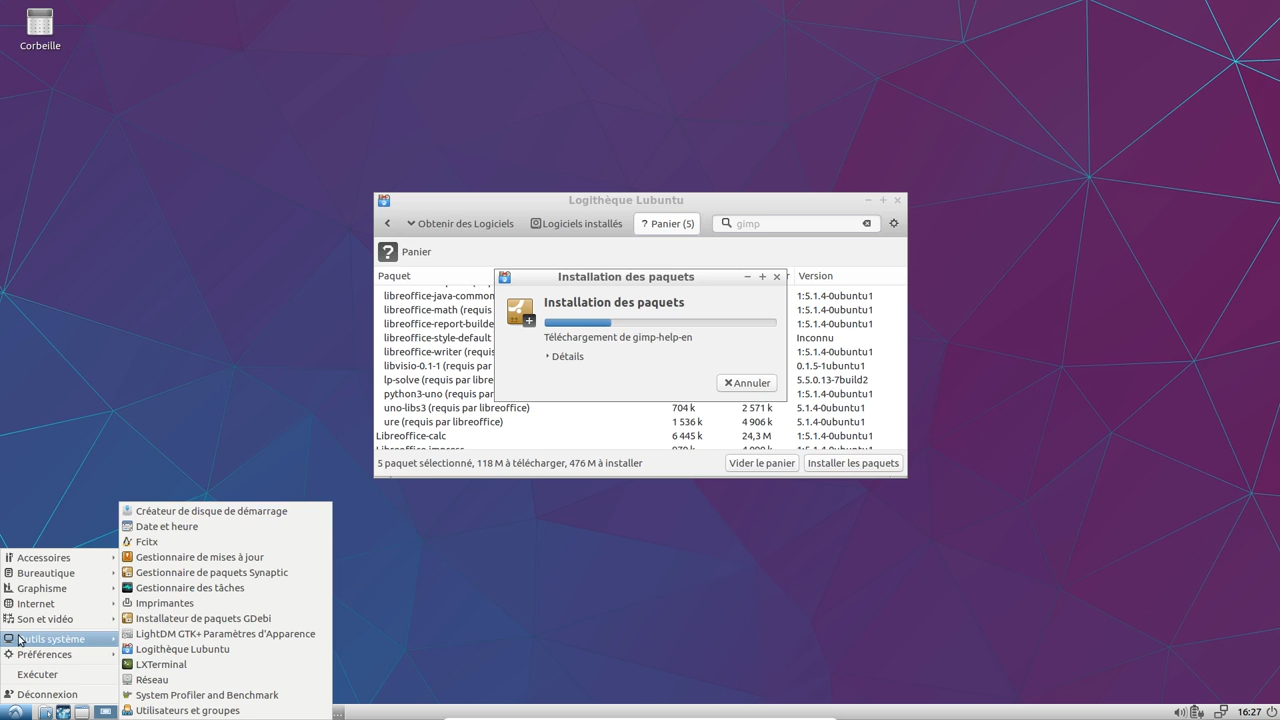 Corbeille
Logithèque Lubuntu
Obtenir des Logiciels
Logiciels installés
? Panier (5)
gimp
? Panier
Paquet
Version
libreoffice-java-common
1:5.1.4-0ubuntu1
libreoffice-math (requis
1:5.1.4-0ubuntu1
libreoffice-report-builde
1:5.1.4-0ubuntu1
libreoffice-style-default
Inconnu
libreoffice-writer (requis
1:5.1.4-0ubuntu1
libvisio-0.1-1 (requis par
0.1.5-1ubuntu1
lp-solve (requis par libre
5.5.0.13-7build2
python3-uno (requis par
1:5.1.4-0ubuntu1
uno-libs3 (requis par libreoffice) 704 k 2 571 k 5.1.4-0ubuntu1
ure (requis par libreoffice) 1 536 k 4 906 k 5.1.4-0ubuntu1
Libreoffice-calc 6 445 k 24,3 M 1:5.1.4-0ubuntu1
5 paquet sélectionné, 118 M à télécharger, 476 M à installer
Vider le panier
Installer les paquets
Installation des paquets
Installation des paquets
Téléchargement de gimp-help-en
Détails
Annuler
Accessoires
Bureautique
Graphisme
Internet
Son et vidéo
Outils système
Préférences
Exécuter
Déconnexion
Créateur de disque de démarrage
Date et heure
Fcitx
Gestionnaire de mises à jour
Gestionnaire de paquets Synaptic
Gestionnaire des tâches
Imprimantes
Installateur de paquets GDebi
LightDM GTK+ Paramètres d'Apparence
Logithèque Lubuntu
LXTerminal
Réseau
System Profiler and Benchmark
Utilisateurs et groupes
16:27